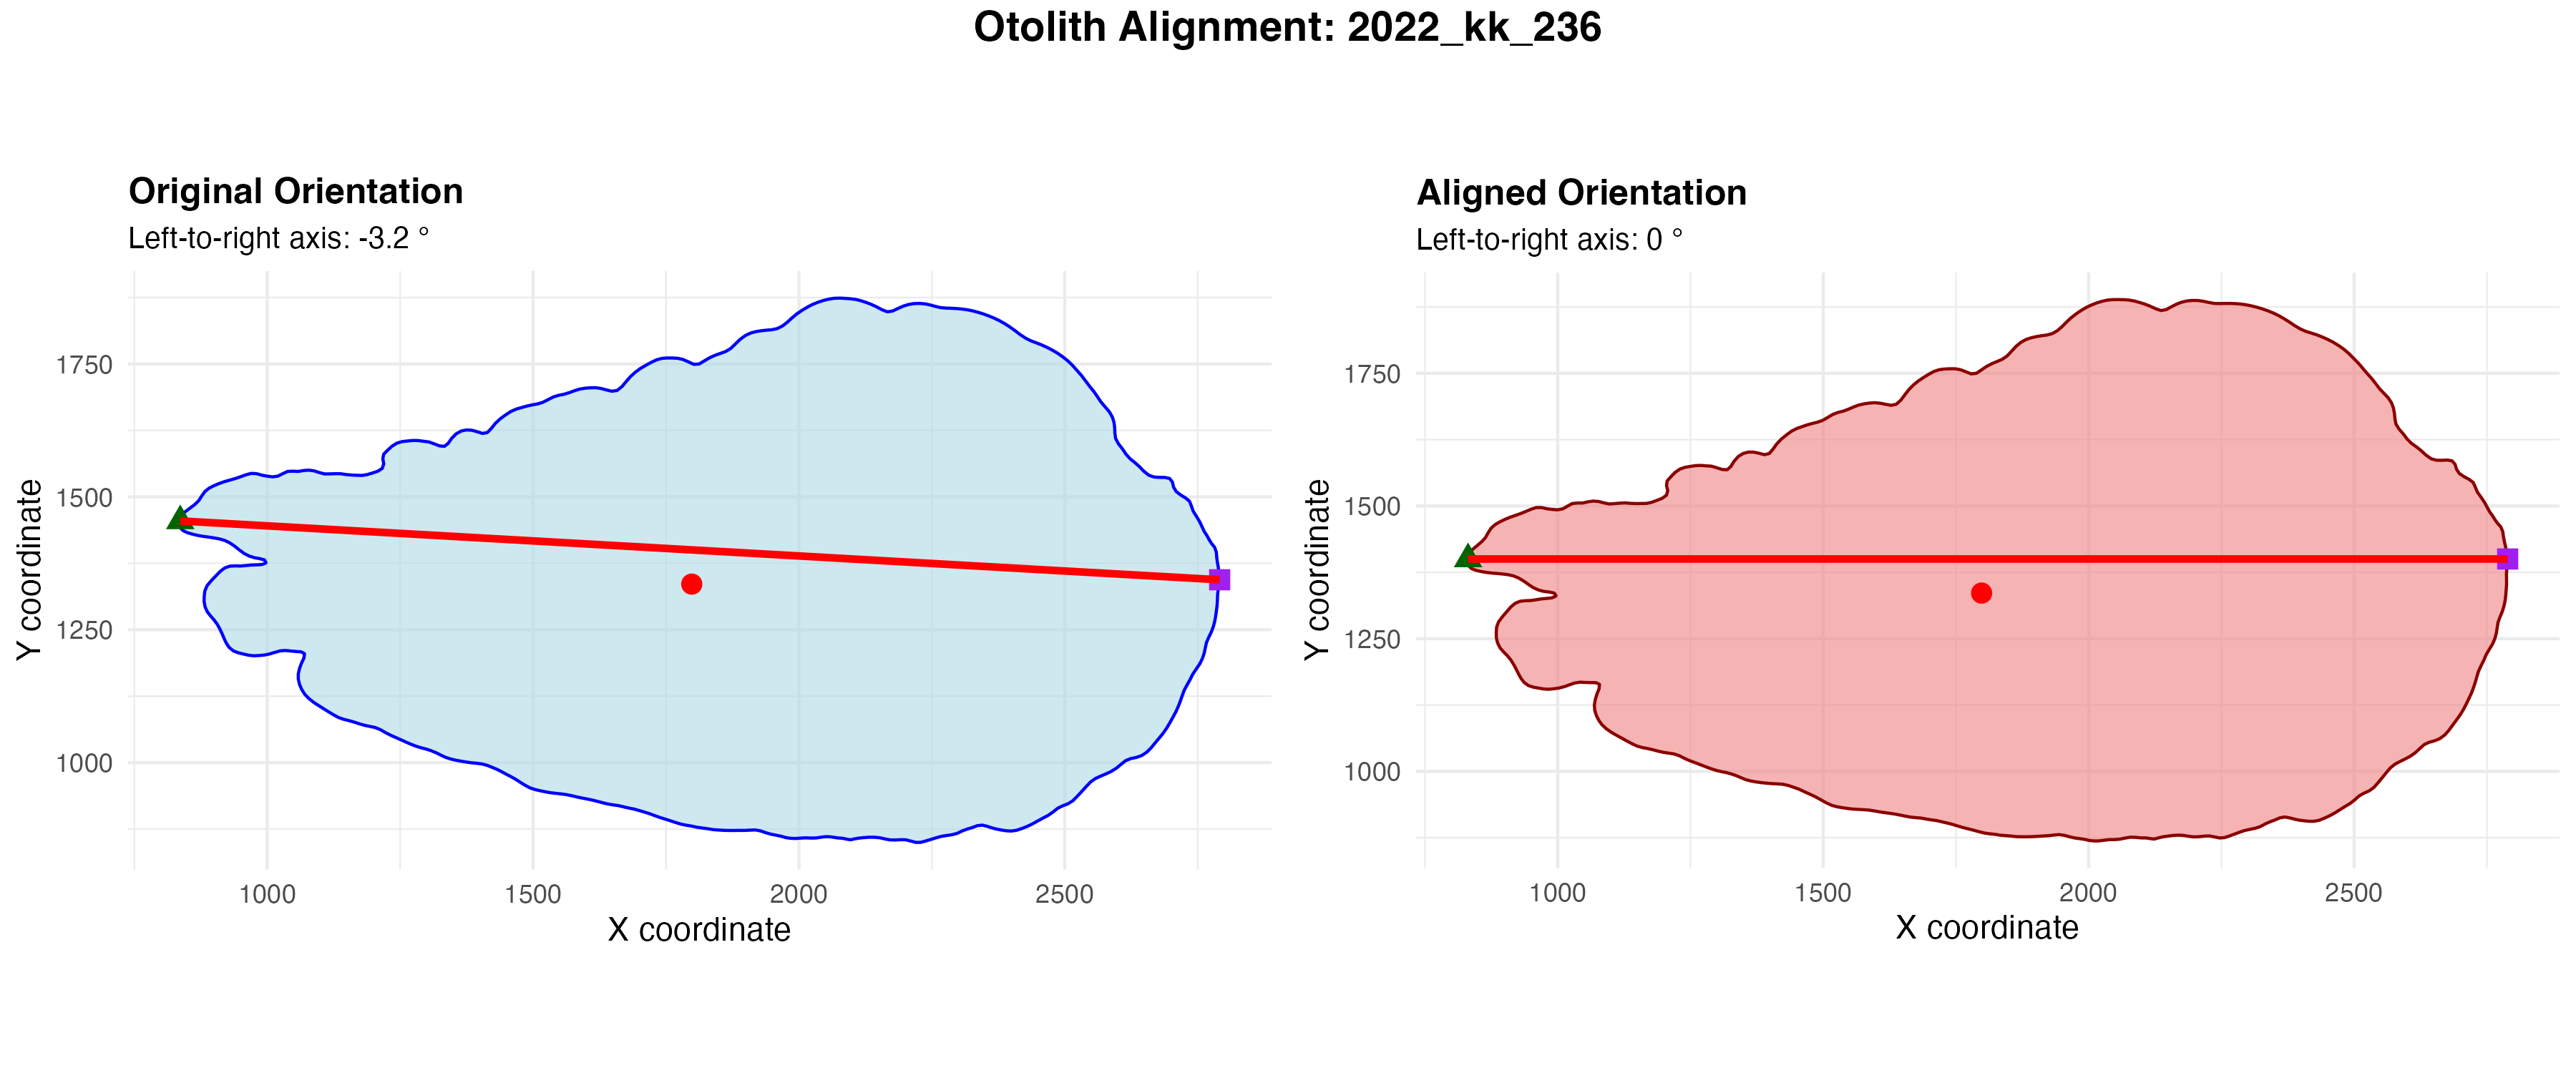 Otolith Alignment: 2022_kk_236
Original Orientation
Left-to-right axis: -3.2 °
Y coordinate
1750
1500
1250
1000
1000 1500 2000 2500
X coordinate
Aligned Orientation
Left-to-right axis: 0 °
Y coordinate
1750
1500
1250
1000
1000 1500 2000 2500
X coordinate